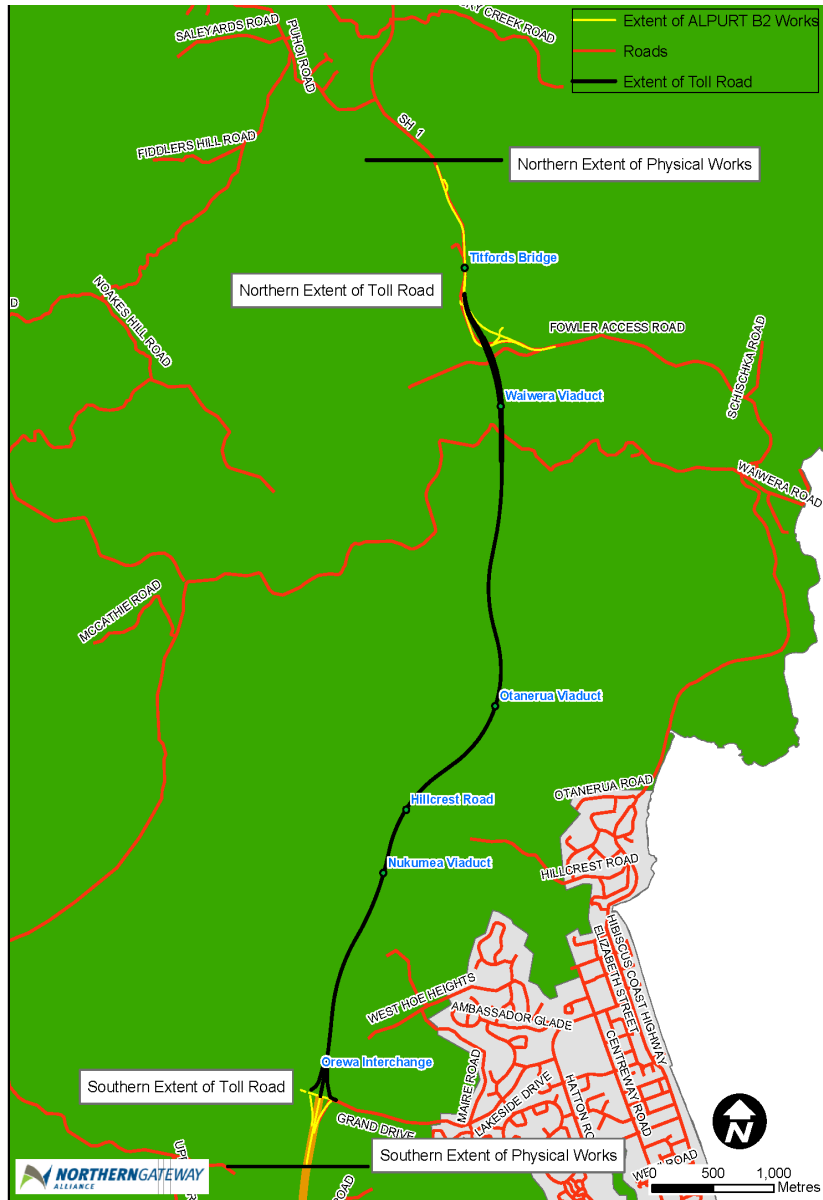 SALEYARDS ROAD
PUHOI ROAD
CREEK ROAD
Extent of ALPURT B2 Works
Roads
Extent of Toll Road
SH 1
FIDDLERS HILL ROAD
Northern Extent of Physical Works
Titfords Bridge
Northern Extent of Toll Road
NOAKES HILL ROAD
D
FOWLER ACCESS ROAD
SCHISCHKA ROAD
Waiwera Viaduct
WAIWERA ROAD
MCCATHIE ROAD
Otanerua Viaduct
OTANERUA ROAD
Hillcrest Road
HILLCREST ROAD
Nukumea Viaduct
HIBISCUS COAST HIGHWAY
ELIZABETH STREET
WEST HOE HEIGHTS
AMBASSADOR GLADE
CENTREWAY ROAD
Orewa Interchange
Southern Extent of Toll Road
MAIRE ROAD
LAKESIDE DRIVE
HATTON RO
GRAND DRIVE
N
Southern Extent of Physical Works
ROAD
ROAD
0 500 1,000
Metres
NORTHERNGATEWAY
ALLIANCE